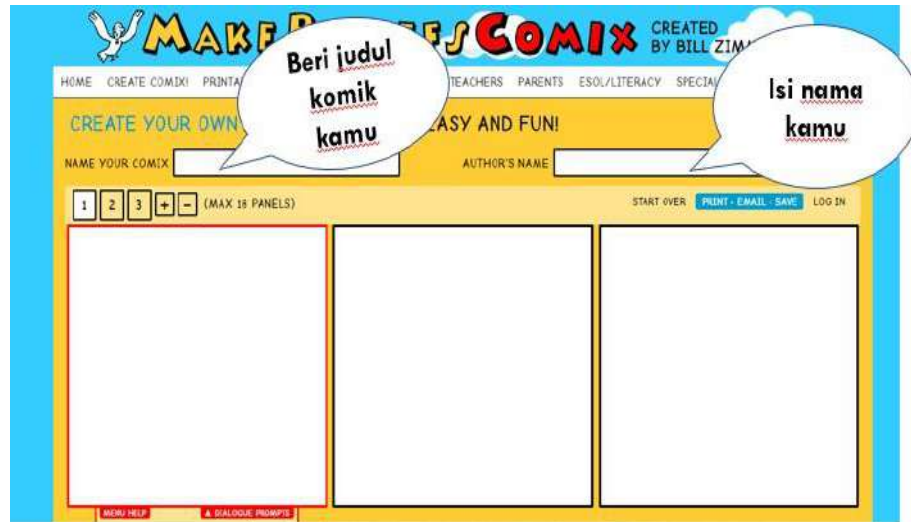 MAKE COMIX CREATED
BY BILL
Beri judul
komik
kamu
Isi nama
kamu
HOME CREATE COMIX! TEACHERS PARENTS ESOL/LITERACY
CREATE YOUR OWN EASY AND FUN!
NAME YOUR COMIX AUTHOR'S NAME
1 2 3 + - (MAX 18 PANELS) START OVER PRINT - EMAIL - SAVE LOG IN
MENU HELP ▲ DIALOGUE PROMPTS